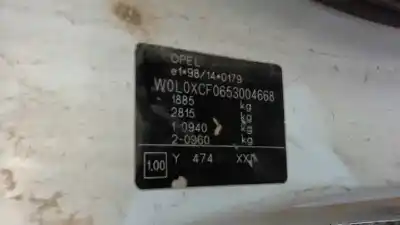 OPEL
e1*98/14*0179
W0L0XCF0653004668
1885 kg
2815 kg
1-0940 kg
2-0960 kg
1.00 Y 474 XX